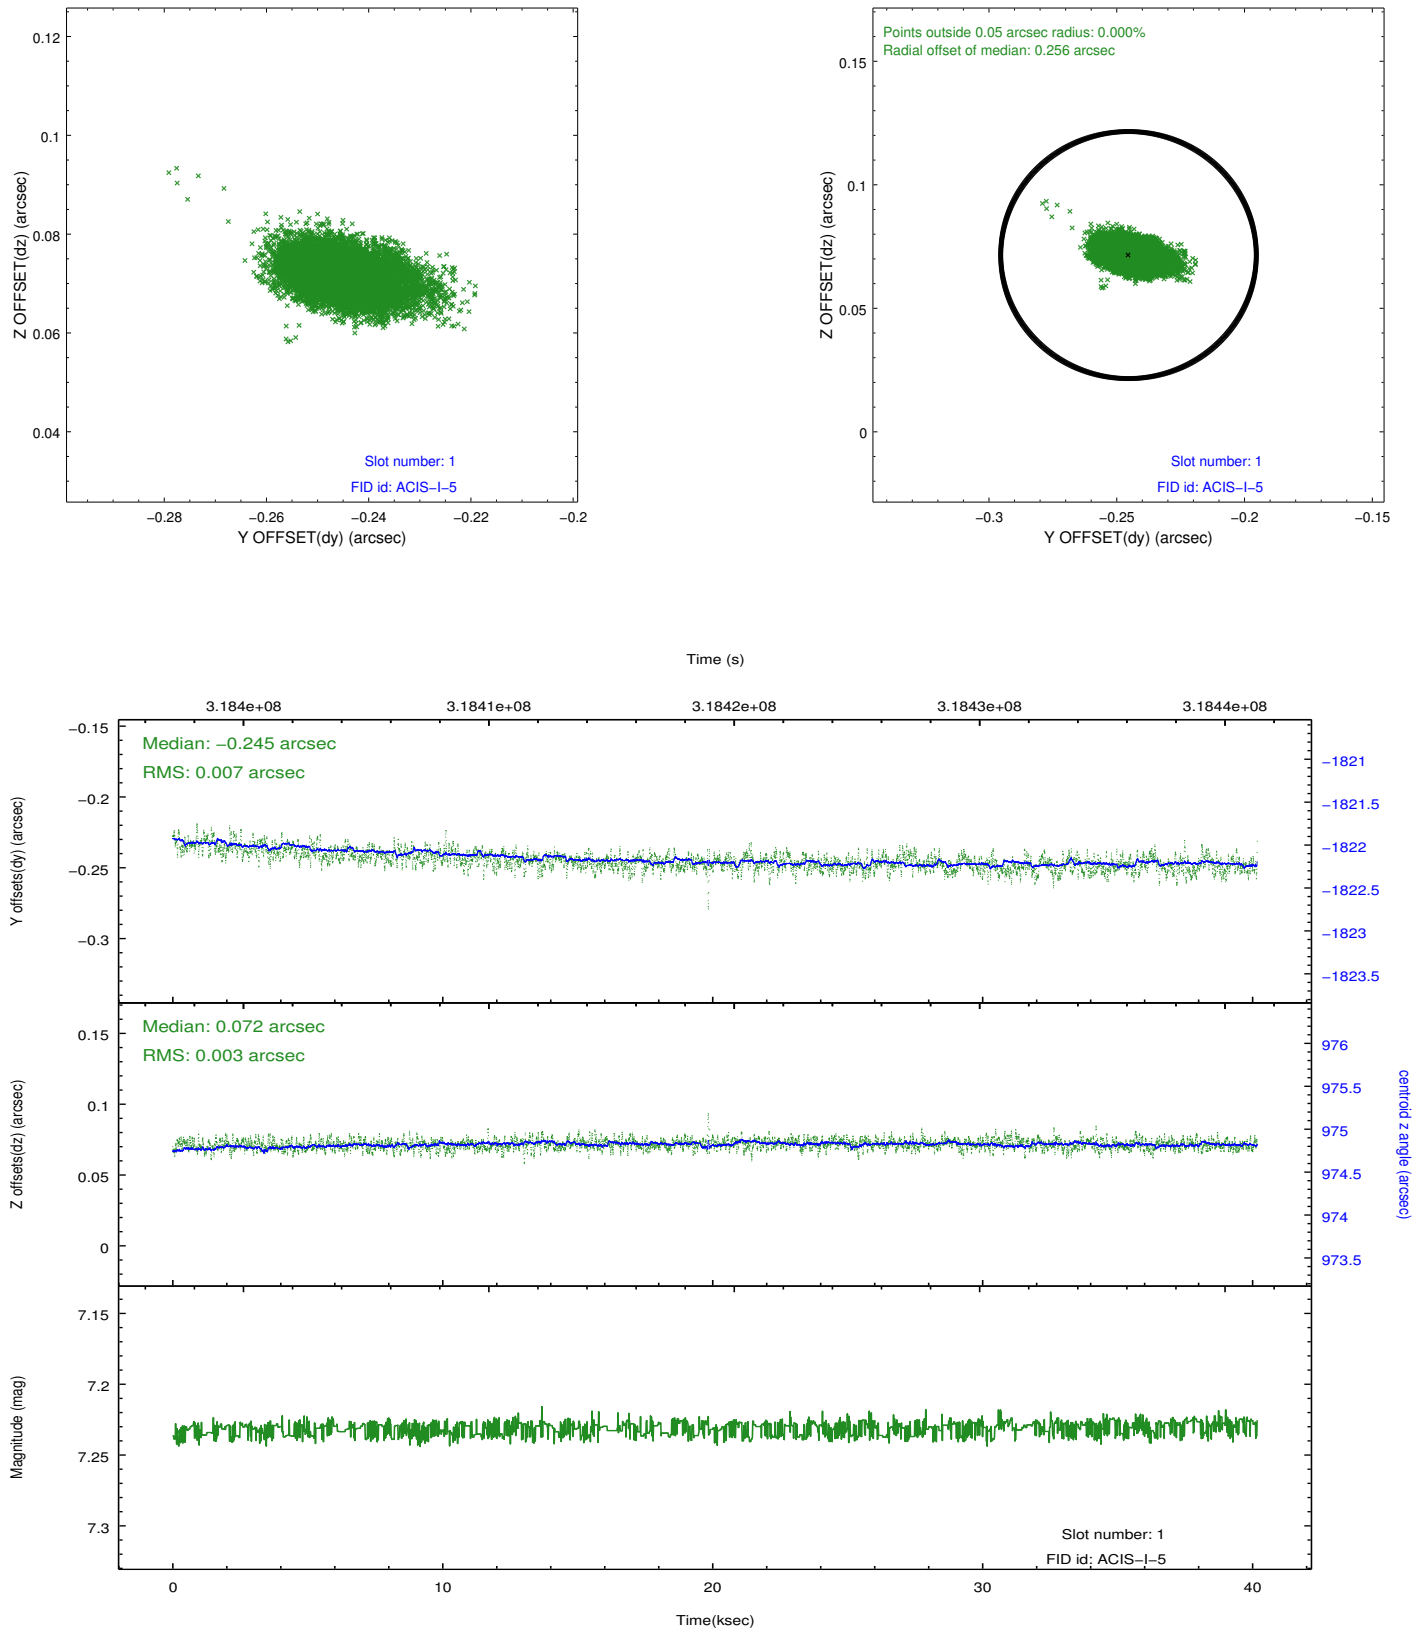 0.12
0.1
0.08
0.06
0.04
Z OFFSET(dz) (arcsec)
Slot number: 1
FID id: ACIS−I−5
−0.28
−0.26
−0.24
−0.22
−0.2
Y OFFSET(dy) (arcsec)
Points outside 0.05 arcsec radius: 0.000%
Radial offset of median: 0.256 arcsec
0.15
0.1
0.05
0
Z OFFSET(dz) (arcsec)
Slot number: 1
FID id: ACIS−I−5
−0.3
−0.25
−0.2
−0.15
Y OFFSET(dy) (arcsec)
Time (s)
3.184e+08
3.1841e+08
3.1842e+08
3.1843e+08
3.1844e+08
Median: −0.245 arcsec
RMS: 0.007 arcsec
−0.15
−0.2
−0.25
−0.3
Y offsets(dy) (arcsec)
−1821
−1821.5
−1822
−1822.5
−1823
−1823.5
Median: 0.072 arcsec
RMS: 0.003 arcsec
0.15
0.1
0.05
0
Z offsets(dz) (arcsec)
976
975.5
975
974.5
974
973.5
centroid z angle (arcsec)
7.15
7.2
7.25
7.3
Magnitude (mag)
Slot number: 1
FID id: ACIS−I−5
0
10
20
30
40
Time(ksec)